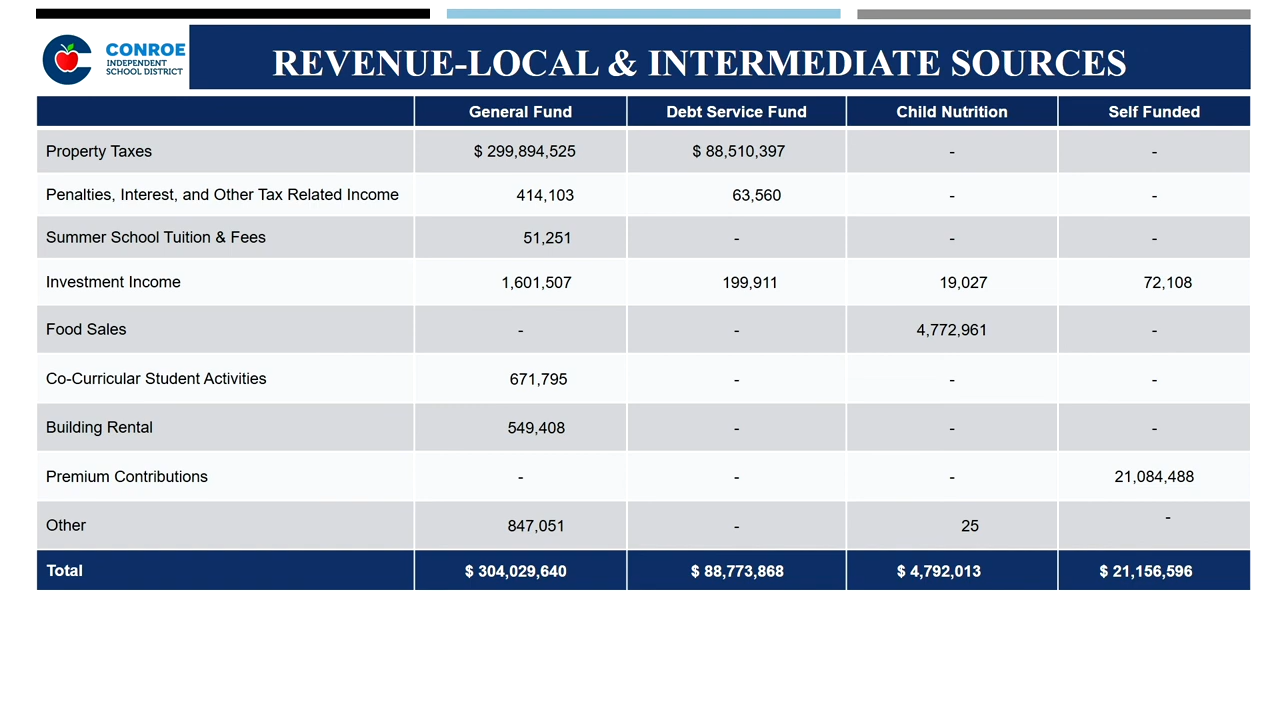 CONROE
INDEPENDENT
SCHOOL DISTRICT
REVENUE-LOCAL & INTERMEDIATE SOURCES
General Fund Debt Service Fund Child Nutrition Self Funded
Property Taxes $ 299,894,525 $ 88,510,397 - -
Penalties, Interest, and Other Tax Related Income 414,103 63,560 - -
Summer School Tuition & Fees 51,251 - - -
Investment Income 1,601,507 199,911 19,027 72,108
Food Sales - - 4,772,961 -
Co-Curricular Student Activities 671,795 - - -
Building Rental 549,408 - - -
Premium Contributions - - - 21,084,488
Other 847,051 - 25 -
Total $ 304,029,640 $ 88,773,868 $ 4,792,013 $ 21,156,596